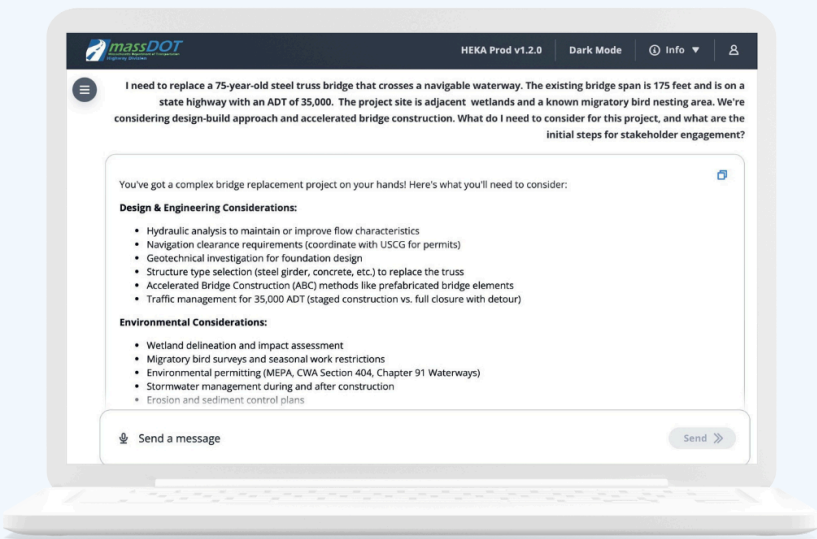 massDOT
Massachusetts Department of Transportation
Highway Division
HEKA Prod v1.2.0
Dark Mode
Info
I need to replace a 75-year-old steel truss bridge that crosses a navigable waterway. The existing bridge span is 175 feet and is on a
state highway with an ADT of 35,000. The project site is adjacent wetlands and a known migratory bird nesting area. We're
considering design-build approach and accelerated bridge construction. What do I need to consider for this project, and what are the
initial steps for stakeholder engagement?
You've got a complex bridge replacement project on your hands! Here's what you'll need to consider:
Design & Engineering Considerations:
• Hydraulic analysis to maintain or improve flow characteristics
• Navigation clearance requirements (coordinate with USCG for permits)
• Geotechnical investigation for foundation design
• Structure type selection (steel girder, concrete, etc.) to replace the truss
• Accelerated Bridge Construction (ABC) methods like prefabricated bridge elements
• Traffic management for 35,000 ADT (staged construction vs. full closure with detour)
Environmental Considerations:
• Wetland delineation and impact assessment
• Migratory bird surveys and seasonal work restrictions
• Environmental permitting (MEPA, CWA Section 404, Chapter 91 Waterways)
• Stormwater management during and after construction
• Erosion and sediment control plans
Send a message
Send